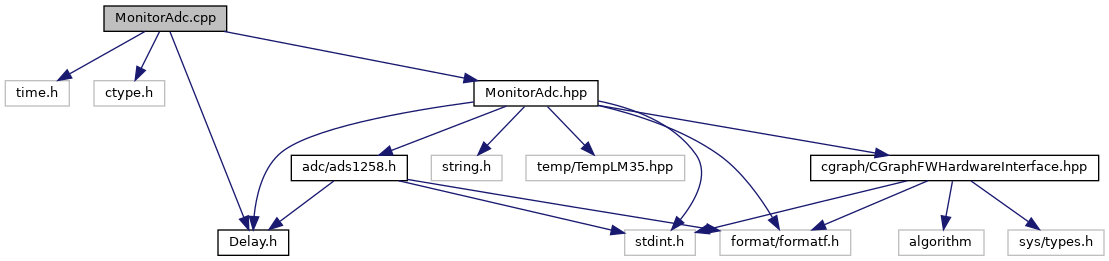 MonitorAdc.cpp
time.h
ctype.h
MonitorAdc.hpp
adc/ads1258.h
string.h
temp/TempLM35.hpp
cgraph/CGraphFWHardwareInterface.hpp
Delay.h
stdint.h
format/formatf.h
algorithm
sys/types.h